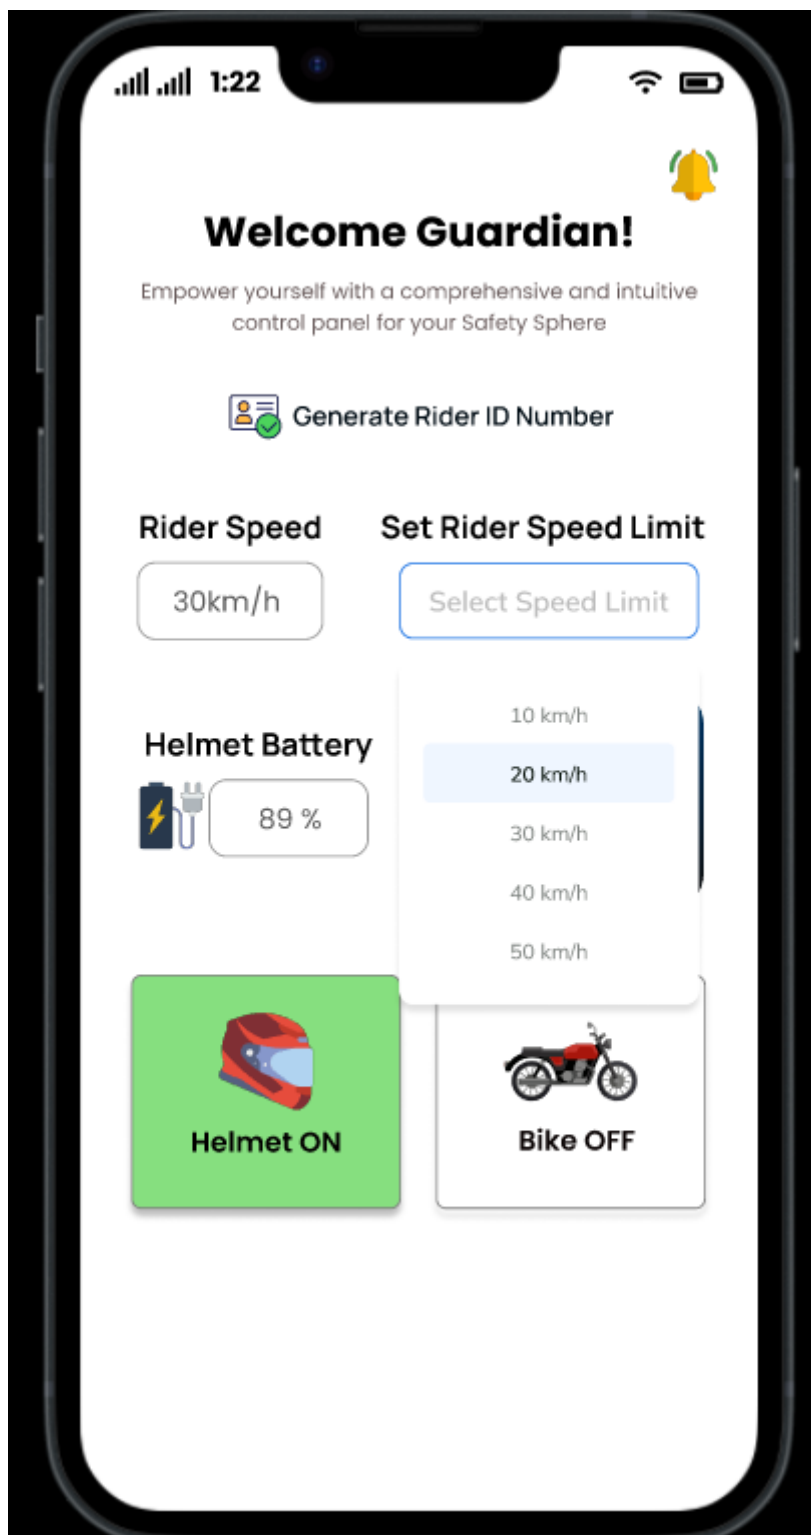 1:22
Welcome Guardian!
Empower yourself with a comprehensive and intuitive
control panel for your Safety Sphere
Generate Rider ID Number
Rider Speed
Set Rider Speed Limit
30km/h
Select Speed Limit
10 km/h
Helmet Battery
20 km/h
89 %
30 km/h
40 km/h
50 km/h
Helmet ON
Bike OFF